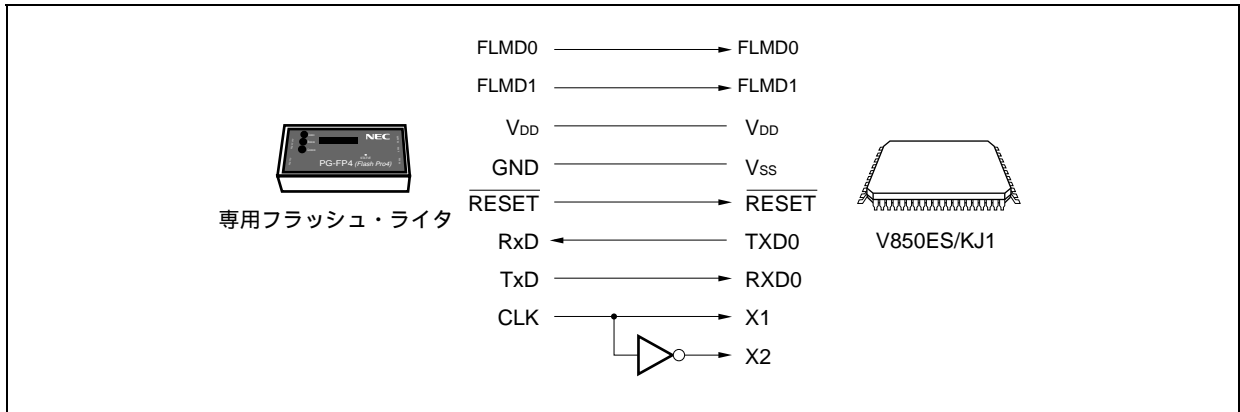 FLMD0 FLMD0
FLMD1 FLMD1
VDD VDD
GND VSS
RESET RESET
RxD TXD0
TxD RXD0
CLK X1
X2
NEC
PG-FP4 (Flash Pro4)
専用フラッシュ・ライタ
V850ES/KJ1